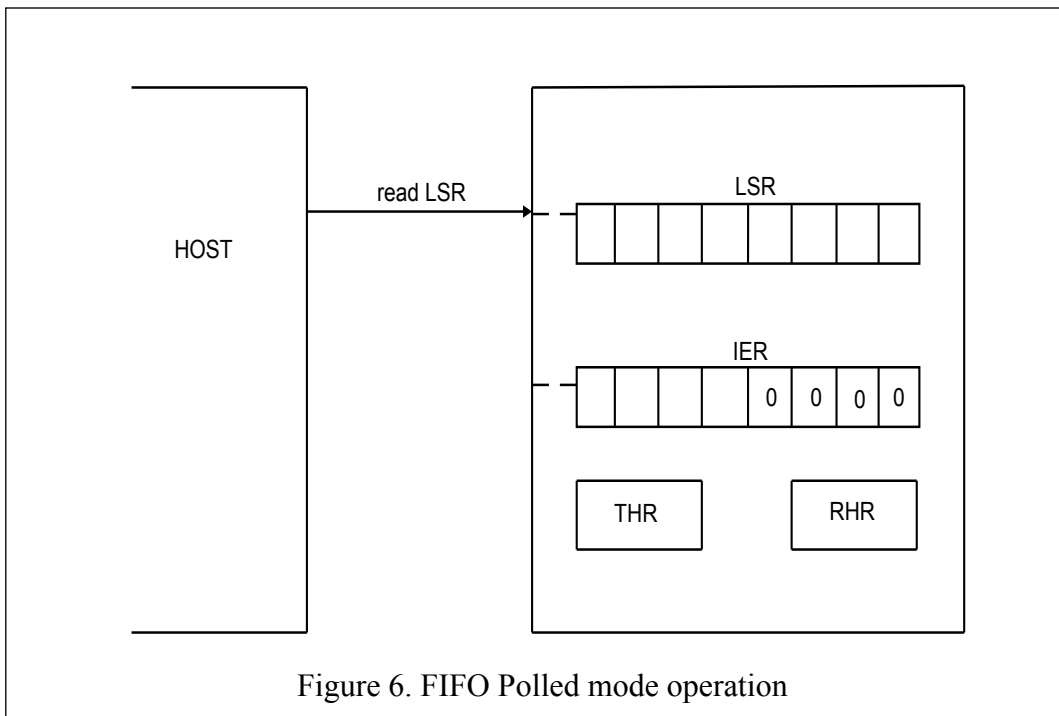 read LSR
LSR
HOST
IER
0 0 0 0
THR
RHR
Figure 6. FIFO Polled mode operation